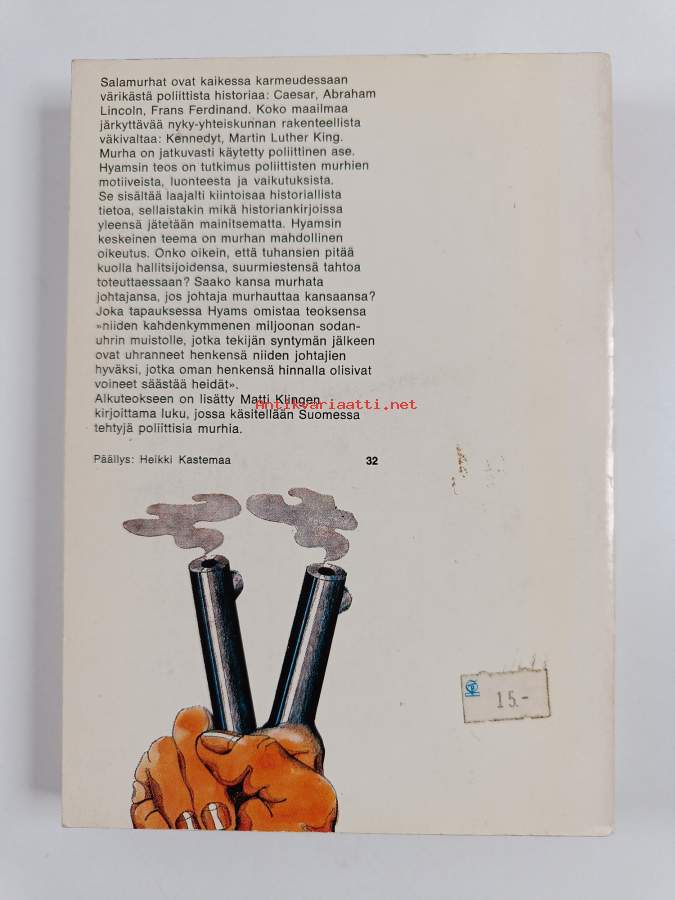 Salamurhat ovat kaikessa karmeudessaan
värikästä poliittista historiaa: Caesar, Abraham
Lincoln, Frans Ferdinand. Koko maailmaa
järkyttävää nyky-yhteiskunnan rakenteellista
väkivaltaa: Kennedyt, Martin Luther King.
Murha on jatkuvasti käytetty poliittinen ase.
Hyamsin teos on tutkimus poliittisten murhien
motiiveista, luonteesta ja vaikutuksista.
Se sisältää laajalti kiintoisaa historiallista
tietoa, sellaistakin mikä historiankirjoissa
yleensä jätetään mainitsematta. Hyamsin
keskeinen teema on murhan mahdollinen
oikeutus. Onko oikein, että tuhansien pitää
kuolla hallitsijoidensa, suurmiestensä tahtoa
toteuttaessaan? Saako kansa murhata
johtajansa, jos johtaja murhauttaa kansaansa?
Joka tapauksessa Hyams omistaa teoksensa
»niiden kahdenkymmenen miljoonan sodan-
uhrin muistolle, jotka tekijän syntymän jälkeen
ovat uhranneet henkensä niiden johtajien
hyväksi, jotka oman henkensä hinnalla olisivat
voineet säästää heidät».
Alkuteokseen on lisätty Matti Klingen
Antikvariaatti.net
kirjoittama luku, jossa käsitellään Suomessa
tehtyjä poliittisia murhia.
Päällys: Heikki Kastemaa 32
15.-